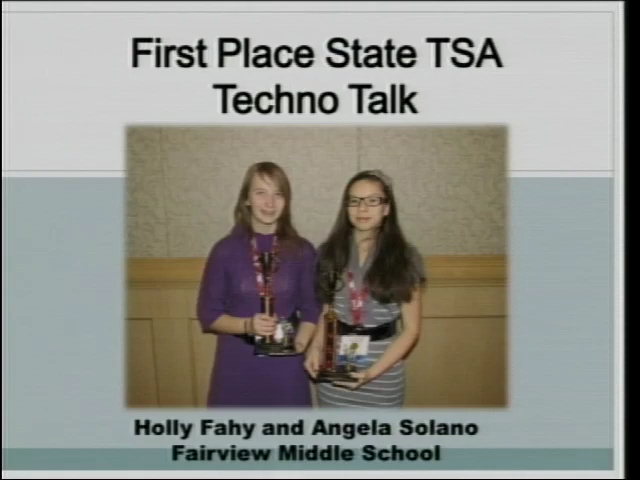 First Place State TSA
Techno Talk
Holly Fahy and Angela Solano
Fairview Middle School